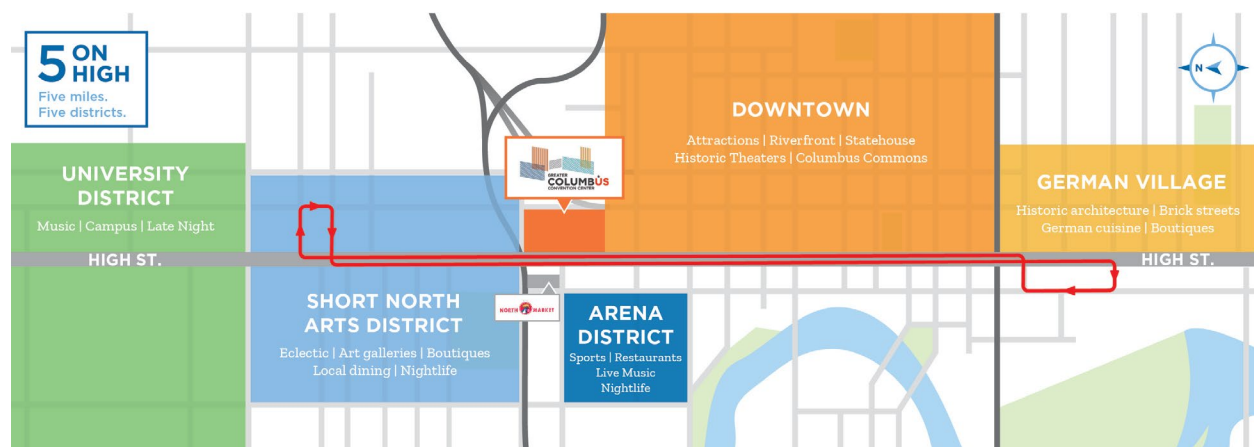 5 ON
HIGH
Five miles.
Five districts.
N
UNIVERSITY
DISTRICT
Music | Campus | Late Night
HIGH ST.
SHORT NORTH
ARTS DISTRICT
Eclectic | Art galleries | Boutiques
Local dining | Nightlife
GREATER
COLUMBUS
CONVENTION CENTER
NORTH MARKET
ARENA
DISTRICT
Sports | Restaurants
Live Music
Nightlife
DOWNTOWN
Attractions | Riverfront | Statehouse
Historic Theaters | Columbus Commons
GERMAN VILLAGE
Historic architecture | Brick streets
German cuisine | Boutiques
HIGH ST.